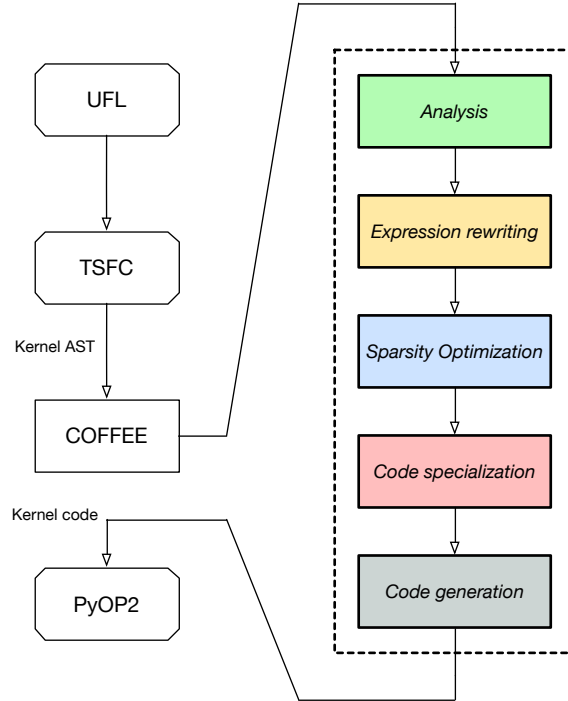 UFL
TSFC
Kernel AST
COFFEE
Kernel code
PyOP2
Analysis
Expression rewriting
Sparsity Optimization
Code specialization
Code generation